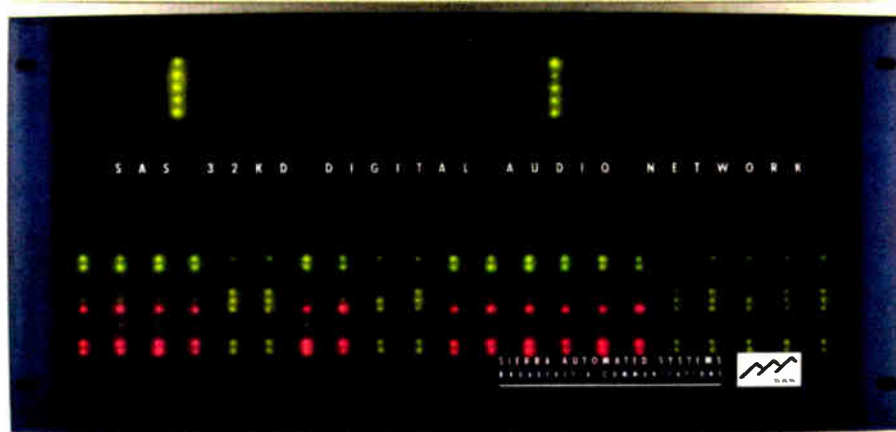 SAS 32KD DIGITAL AUDIO NETWORK
SIERRA AUTOMATED SYSTEMS
BROADCAST & COMMUNICATIONS
SAS